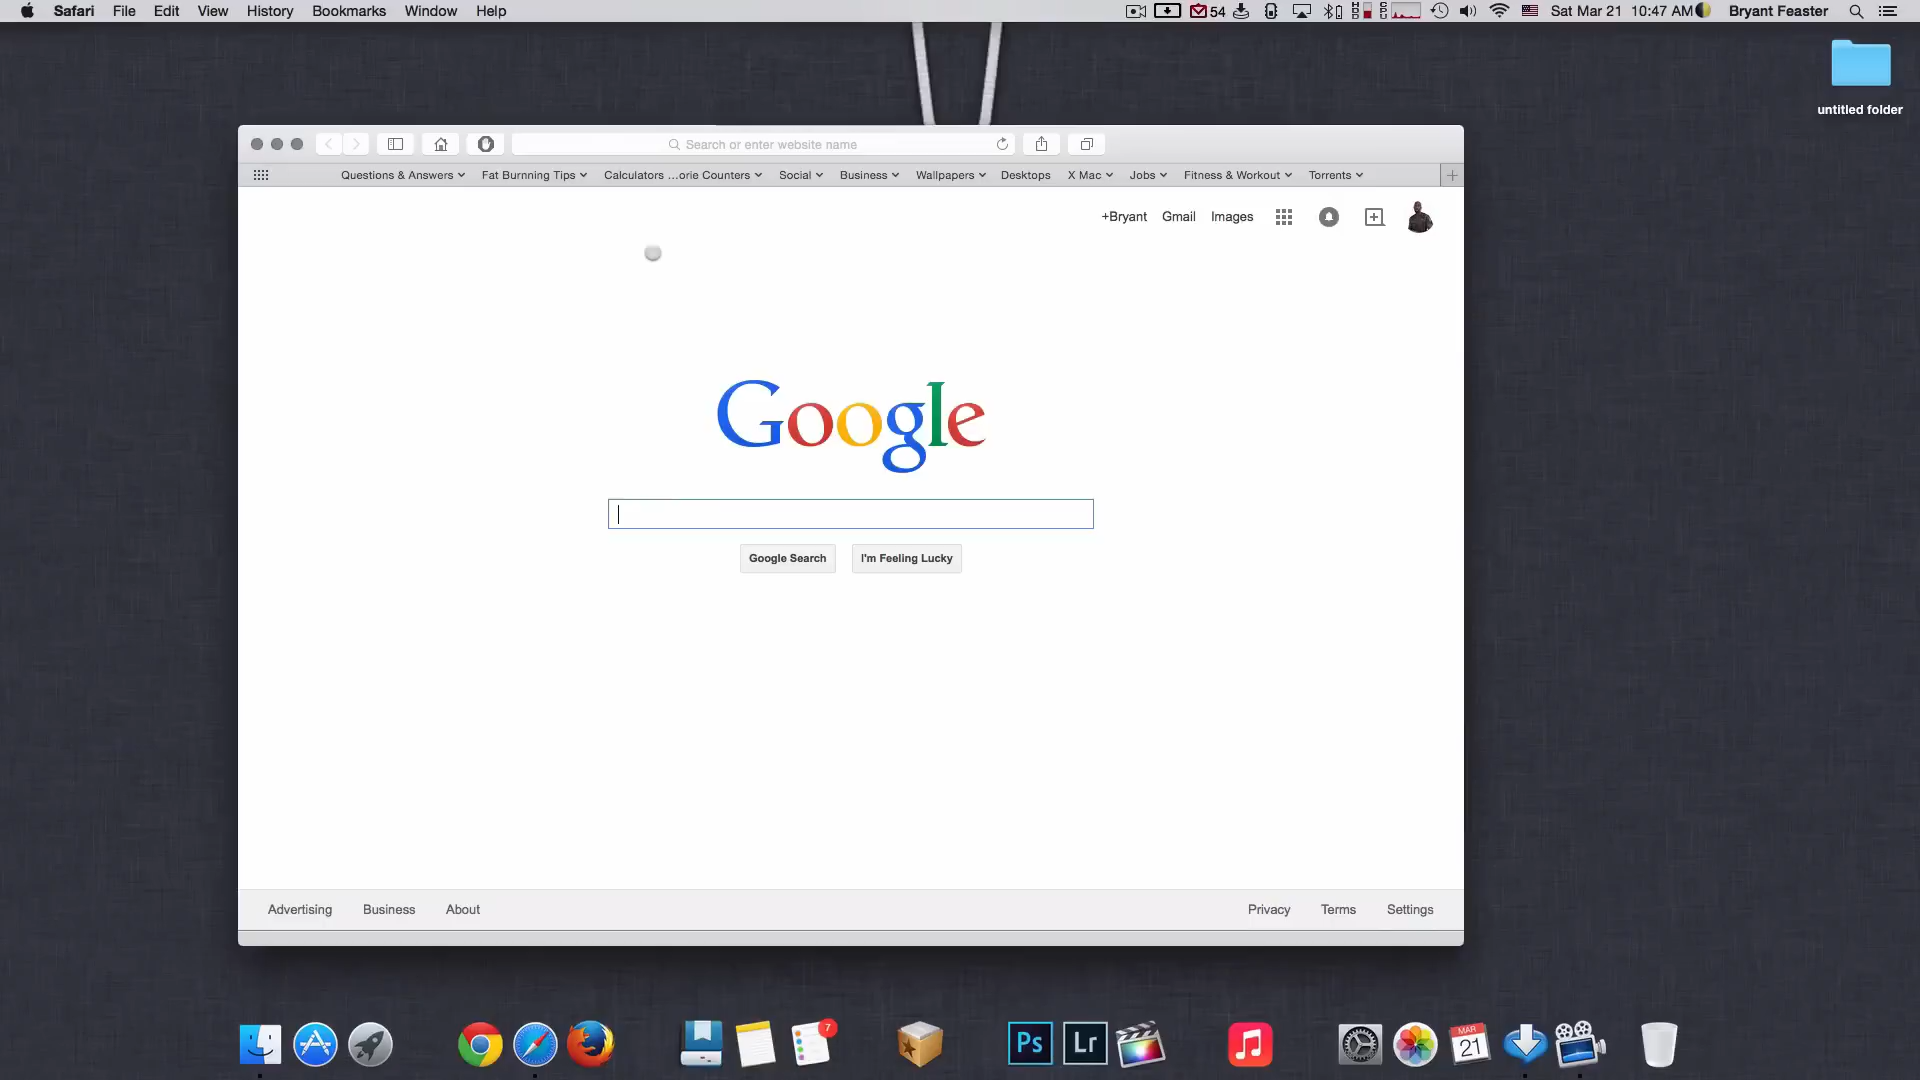 Safari File Edit View History Bookmarks Window Help 54 Sat Mar 21 10:47 AM Bryant Feaster
untitled folder
Search or enter website name
Questions & Answers Fat Burnning Tips Calculators ...orie Counters Social Business Wallpapers Desktops X Mac Jobs Fitness & Workout Torrents
+Bryant Gmail Images
Google
Google Search I'm Feeling Lucky
Advertising Business About Privacy Terms Settings
7
Ps Lr
MAR
21